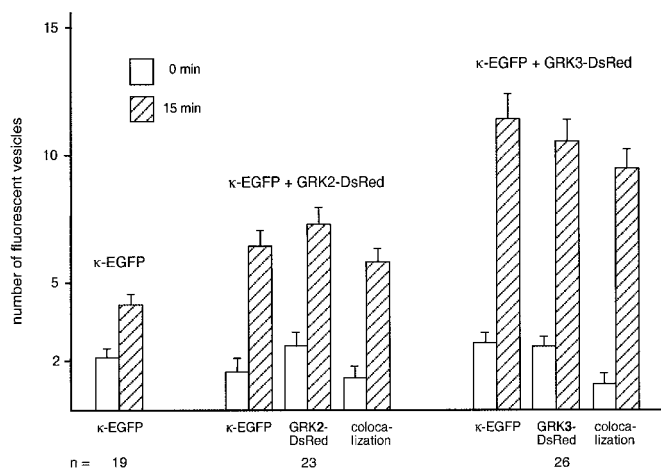 15
0 min
15 min
κ-EGFP + GRK3-DsRed
10
κ-EGFP + GRK2-DsRed
κ-EGFP
5
2
number of fluorescent vesicles
κ-EGFP
κ-EGFP
GRK2-
DsRed
coloca-
lization
κ-EGFP
GRK3-
DsRed
coloca-
lization
n = 19 23 26